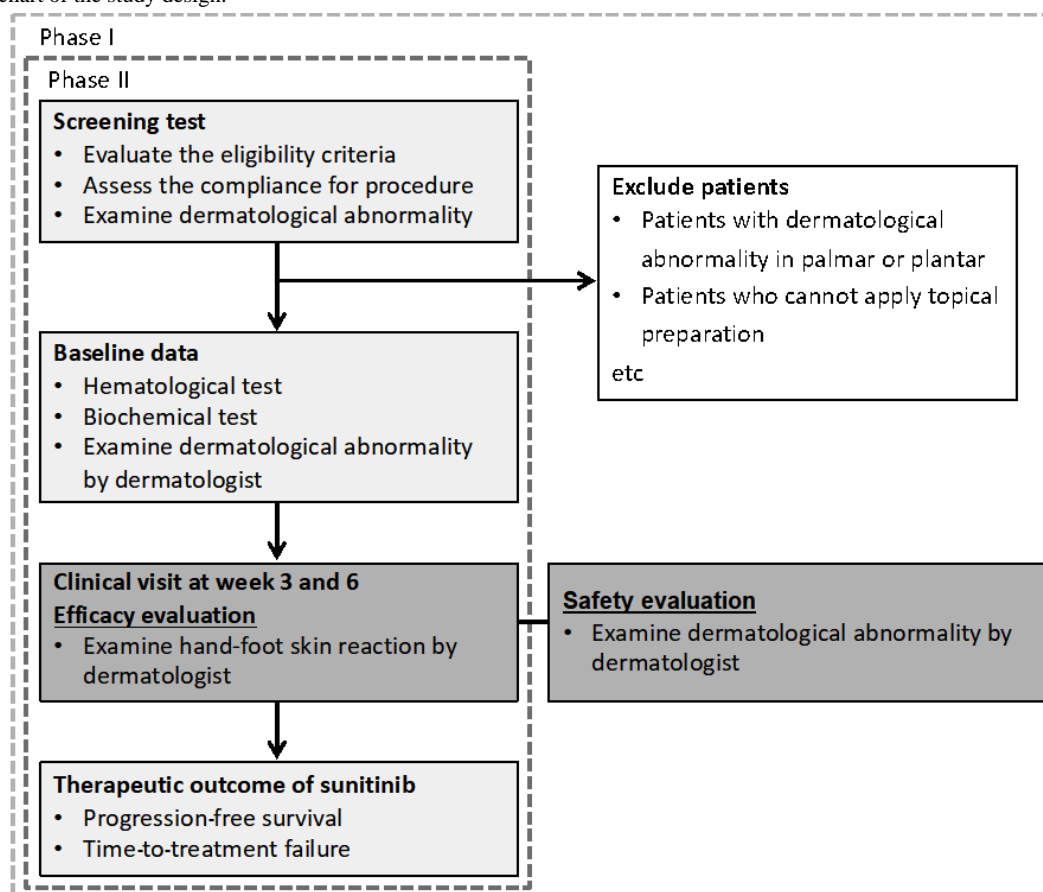 chart of the study design.
Phase I
Phase II
Screening test
• Evaluate the eligibility criteria
• Assess the compliance for procedure
• Examine dermatological abnormality
Exclude patients
• Patients with dermatological
abnormality in palmar or plantar
• Patients who cannot apply topical
preparation
etc
Baseline data
• Hematological test
• Biochemical test
• Examine dermatological abnormality
by dermatologist
Clinical visit at week 3 and 6
Efficacy evaluation
• Examine hand-foot skin reaction by
dermatologist
Safety evaluation
• Examine dermatological abnormality by
dermatologist
Therapeutic outcome of sunitinib
• Progression-free survival
• Time-to-treatment failure